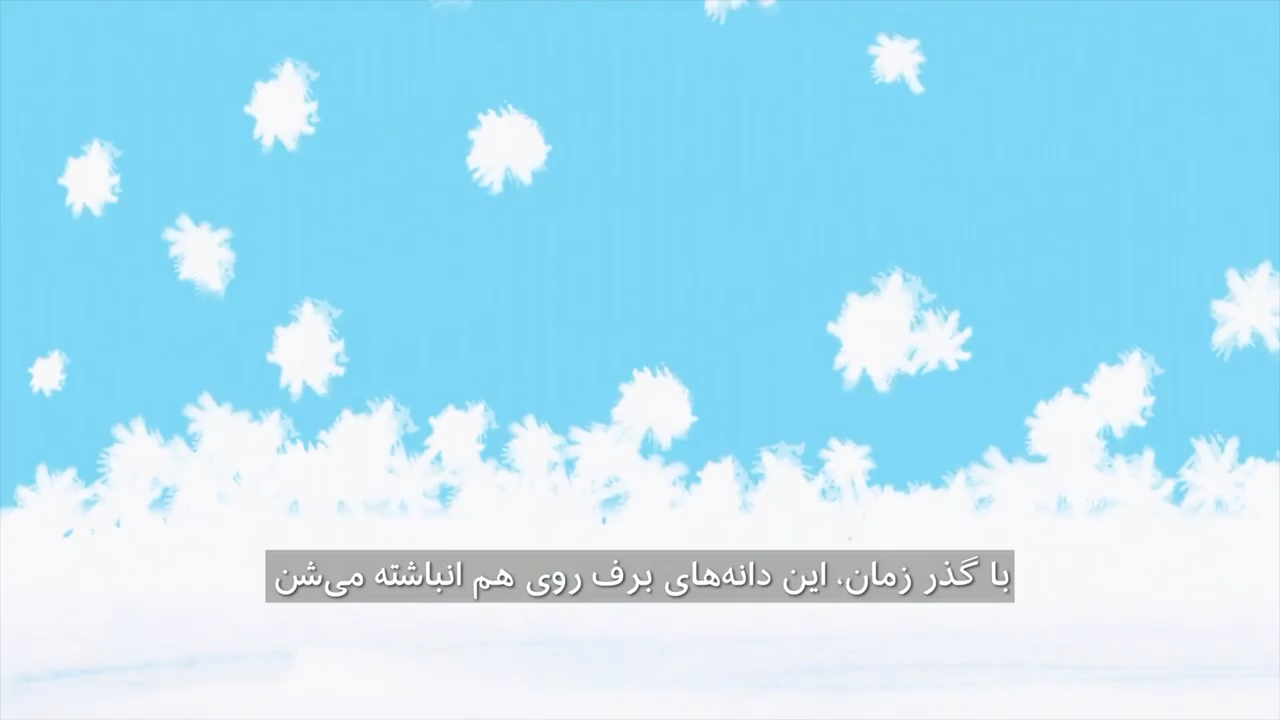 با گذر زمان، این دانه‌های برف روی هم انباشته می‌شن